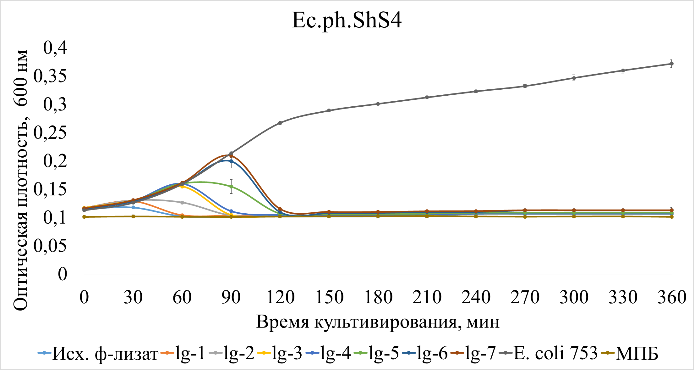 Ec.ph.ShS4
Оптическая плотность, 600 нм
0,4
0,35
0,3
0,25
0,2
0,15
0,1
0,05
0
0 30 60 90 120 150 180 210 240 270 300 330 360
Время культивирования, мин
Исх. ф-лизат lg-1 lg-2 lg-3 lg-4 lg-5 lg-6 lg-7 E. coli 753 МПБ